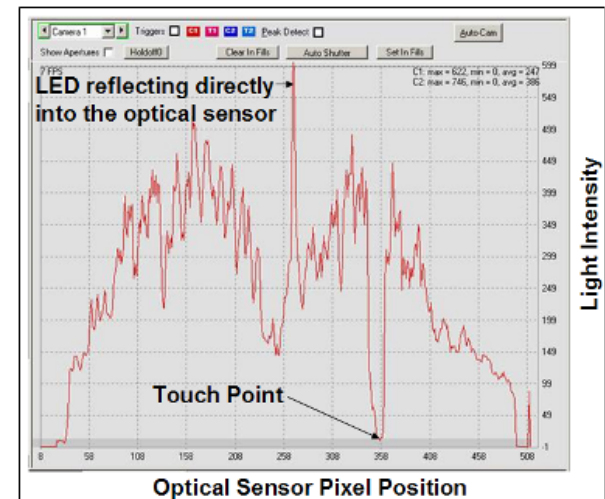 Camera 1 Triggers C1 T1 C2 T2 Peak Detect Auto-Cam
Show Apertures Holdoff0 Clear In Fills Auto Shutter Set In Fills
7 FPS
C1: max = 622, min = 0, avg = 247
C2: max = 746, min = 0, avg = 386
LED reflecting directly
into the optical sensor
599
549
499
449
399
349
299
249
199
149
99
49
-1
Light Intensity
Touch Point
8 58 108 158 208 258 308 358 408 458 508
Optical Sensor Pixel Position